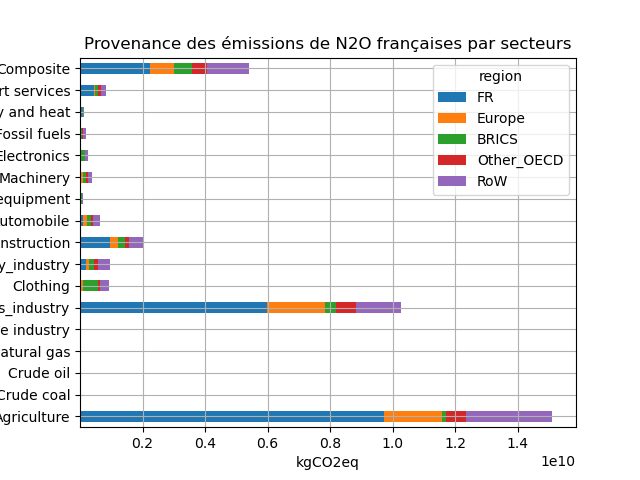 Provenance des émissions de N2O françaises par secteurs
Composite
rt services
y and heat
Fossil fuels
Electronics
Machinery
equipment
utomobile
nstruction
y_industry
Clothing
s_industry
e industry
atural gas
Crude oil
Crude coal
Agriculture
region
FR
Europe
BRICS
Other_OECD
RoW
0.2 0.4 0.6 0.8 1.0 1.2 1.4
kgCO2eq
1e10